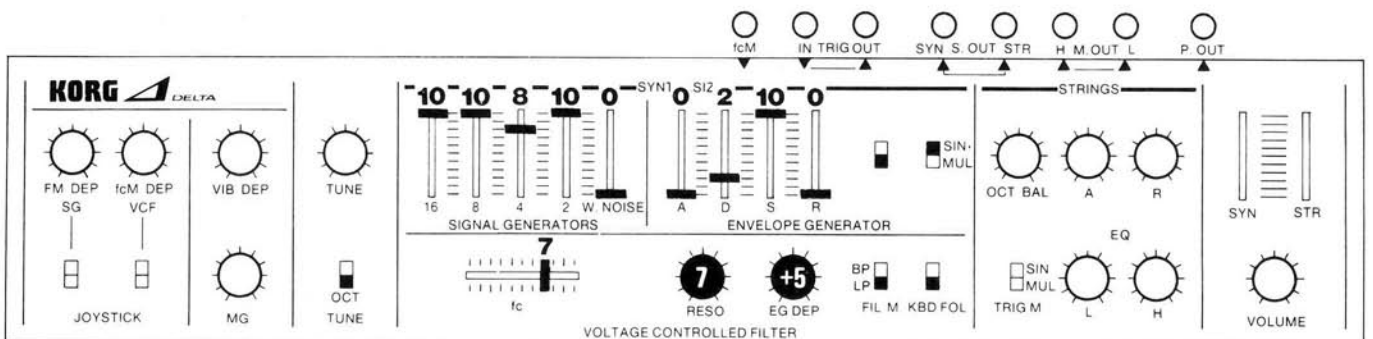 fcM IN TRIG OUT SYN S. OUT STR H M. OUT L P. OUT
KORG DELTA
10 10 8 10 0 SYN1 SI2 0 2 10 0 STRINGS
SIN·
MUL
FM DEP fcM DEP VIB DEP TUNE
SG VCF
16 8 4 2 W. NOISE A D S R
OCT BAL A R
SIGNAL GENERATORS ENVELOPE GENERATOR
SYN STR
EQ
7
7 +5
BP
LP
SIN
MUL
OCT
fc RESO EG DEP FIL M KBD FOL TRIG M L H
JOYSTICK MG TUNE VOLUME
VOLTAGE CONTROLLED FILTER